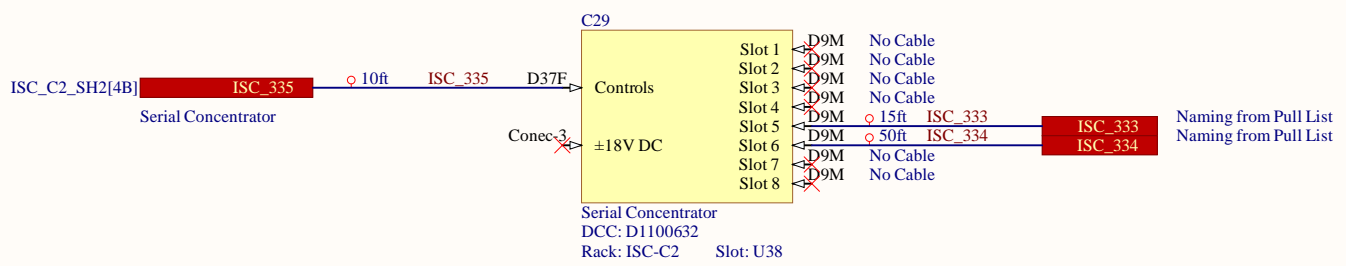 C29
D9M No Cable
Slot 1
D9M No Cable
Slot 2
D9M No Cable
ISC_C2_SH2[4B] ISC_335 10ft ISC_335 D37F Controls Slot 3
D9M No Cable
Serial Concentrator Slot 4
D9M 15ft ISC_333 Naming from Pull List
Slot 5 ISC_333
Conec-3 D9M 50ft ISC_334 Naming from Pull List
±18V DC Slot 6 ISC_334
D9M No Cable
Slot 7
D9M No Cable
Slot 8
Serial Concentrator
DCC: D1100632
Rack: ISC-C2 Slot: U38